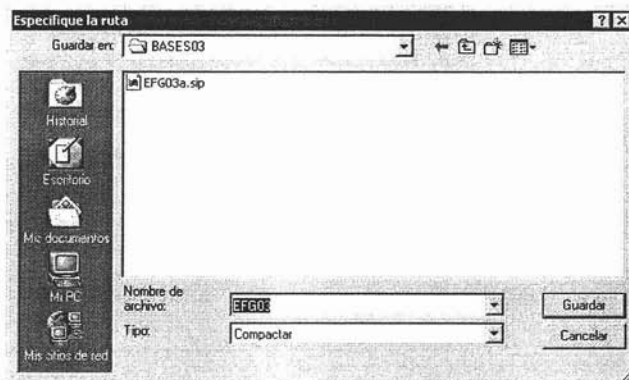 Especifique la ruta
Guardar en: BASES03
EFG03a.sip
Historial
Escritorio
Mis documentos
Mi PC
Mis sitios de red
Nombre de archivo: EFG03 Guardar
Tipo: Compactar Cancelar